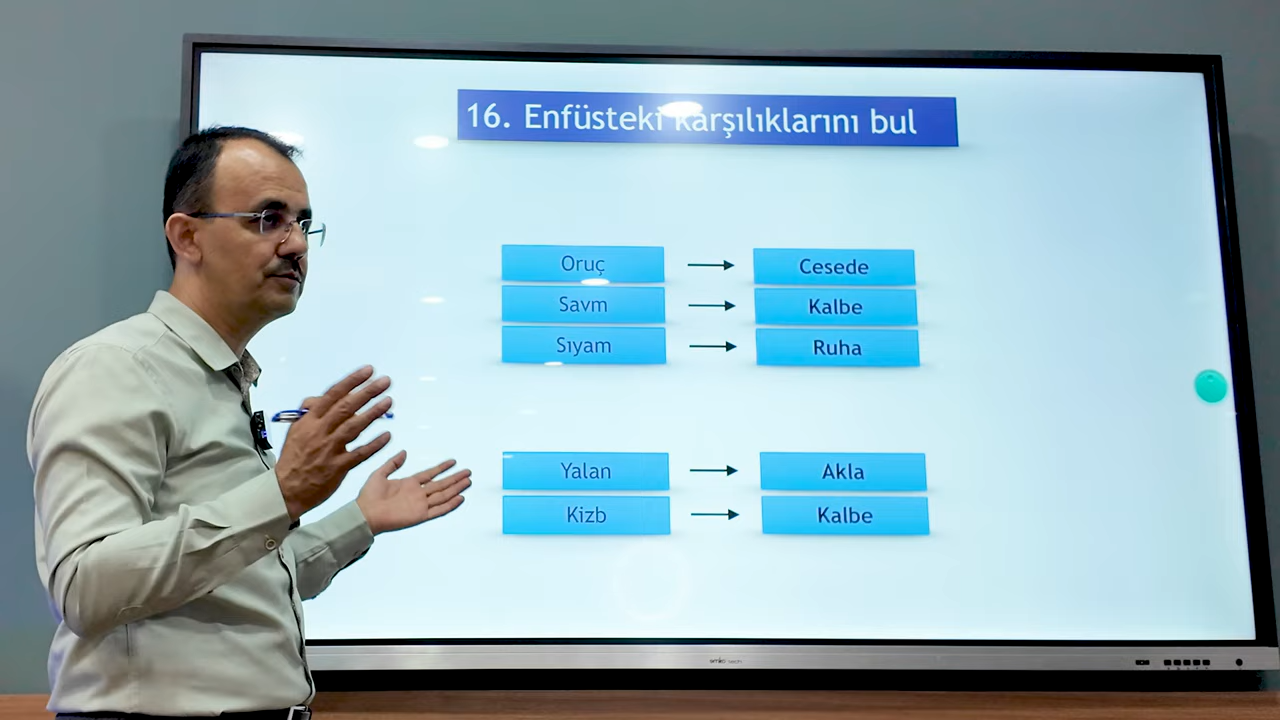 16. Enfüsteki karşılıklarını bul
Oruç → Cesede
Savm → Kalbe
Sıyam → Ruha
Yalan → Akla
Kizb → Kalbe